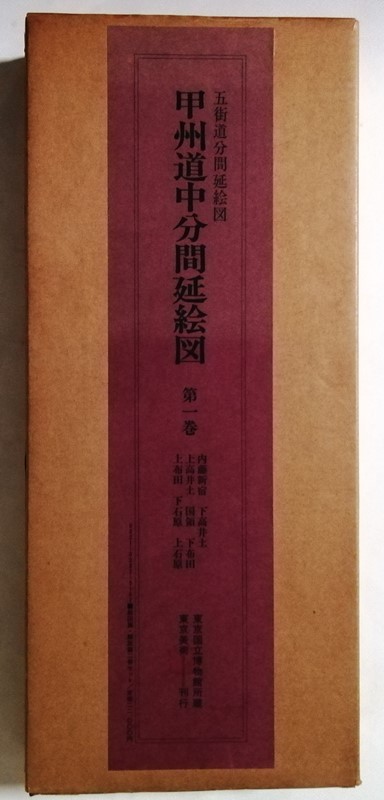 五街道分間延絵図
甲州道中分間延絵図
第一巻
内藤新宿 下高井土
上高井土 国領 下布田
上布田 下石原 上石原
東京国立博物館所蔵
東京美術 刊行